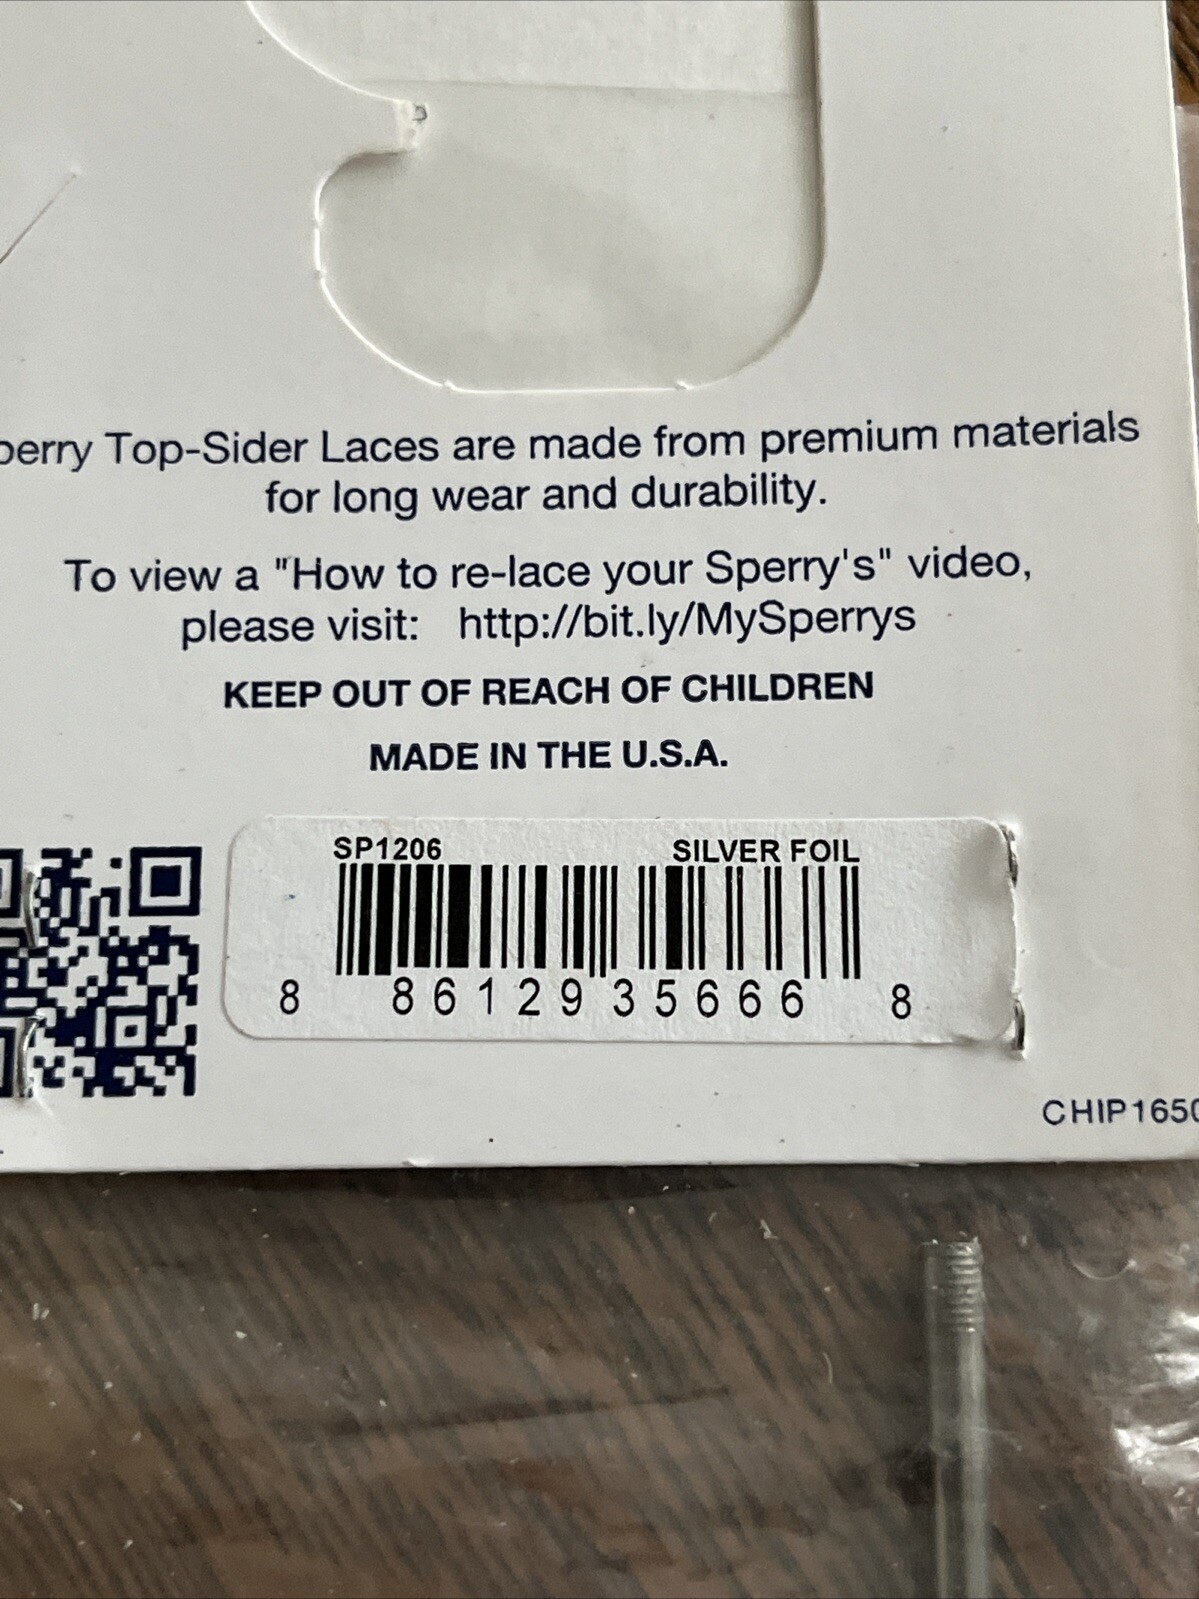 perry Top-Sider Laces are made from premium materials
for long wear and durability.
To view a "How to re-lace your Sperry's" video,
please visit: http://bit.ly/MySperrys
KEEP OUT OF REACH OF CHILDREN
MADE IN THE U.S.A.
SP1206 SILVER FOIL
8 86129 35666 8
CHIP1650